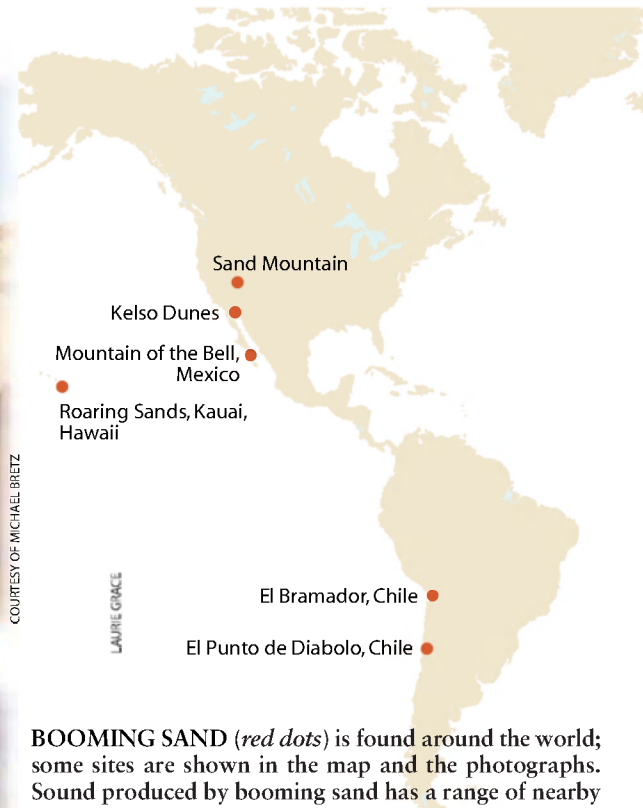 Sand Mountain
Kelso Dunes
Mountain of the Bell,
Mexico
Roaring Sands, Kauai,
Hawaii
COURTESY OF MICHAEL BRETZ
LAURIE GRACE
El Bramador, Chile
El Punto de Diabolo, Chile
BOOMING SAND (red dots) is found around the world;
some sites are shown in the map and the photographs.
Sound produced by booming sand has a range of nearby